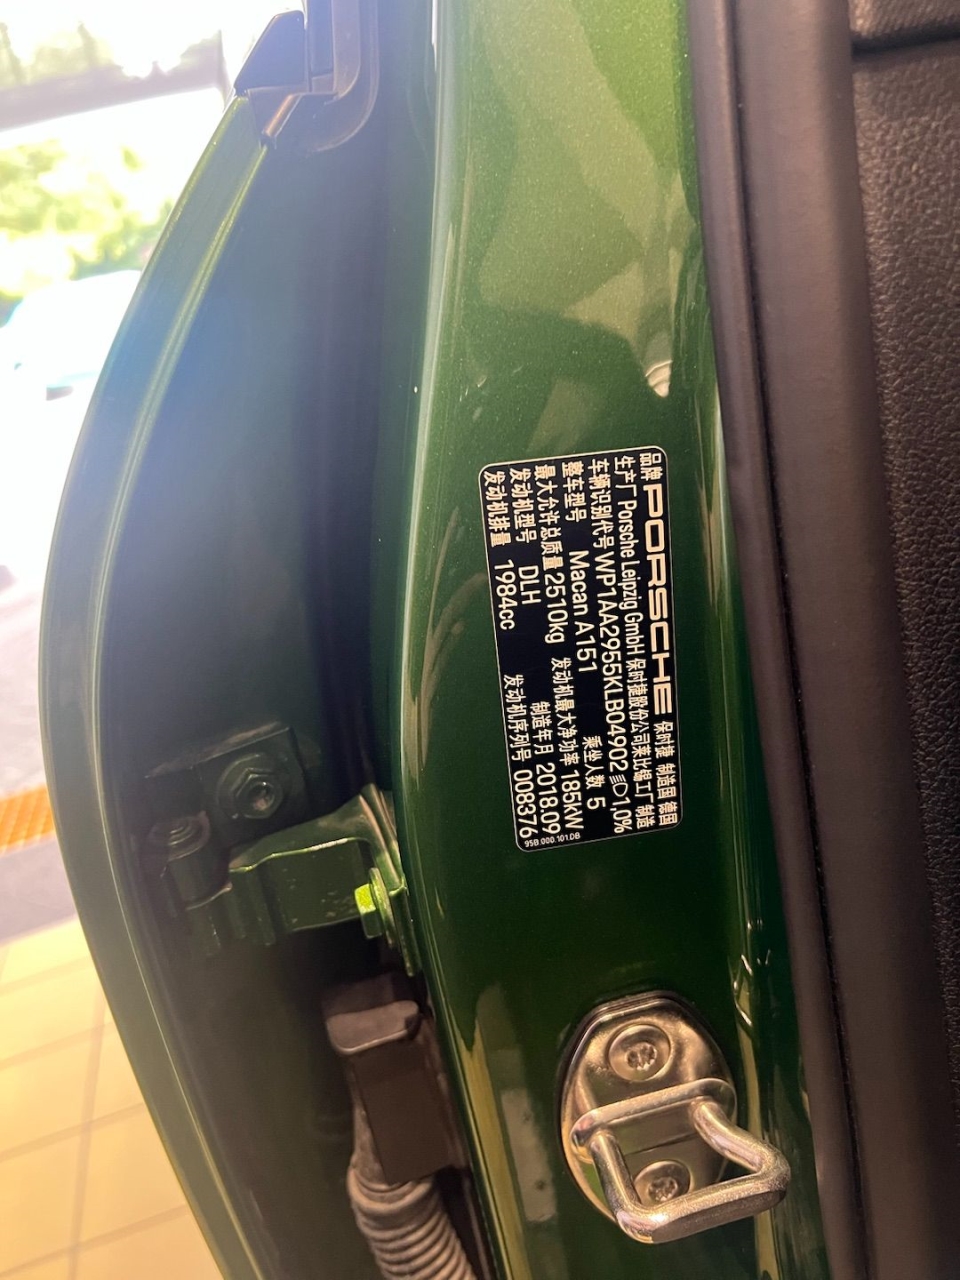 品牌 PORSCHE 保时捷 制造国 德国
生产厂 Porsche Leipzig GmbH 保时捷股份公司莱比锡工厂 制造
车辆识别代号 WP1AA2955KLB04902 1,0%
整车型号 Macan A151 乘坐人数 5
最大允许总质量 2510kg 发动机最大净功率 185kW
发动机型号 DLH 制造年月 2018.09
发动机排量 1984cc 发动机序列号 008376
95B.000.101.DB